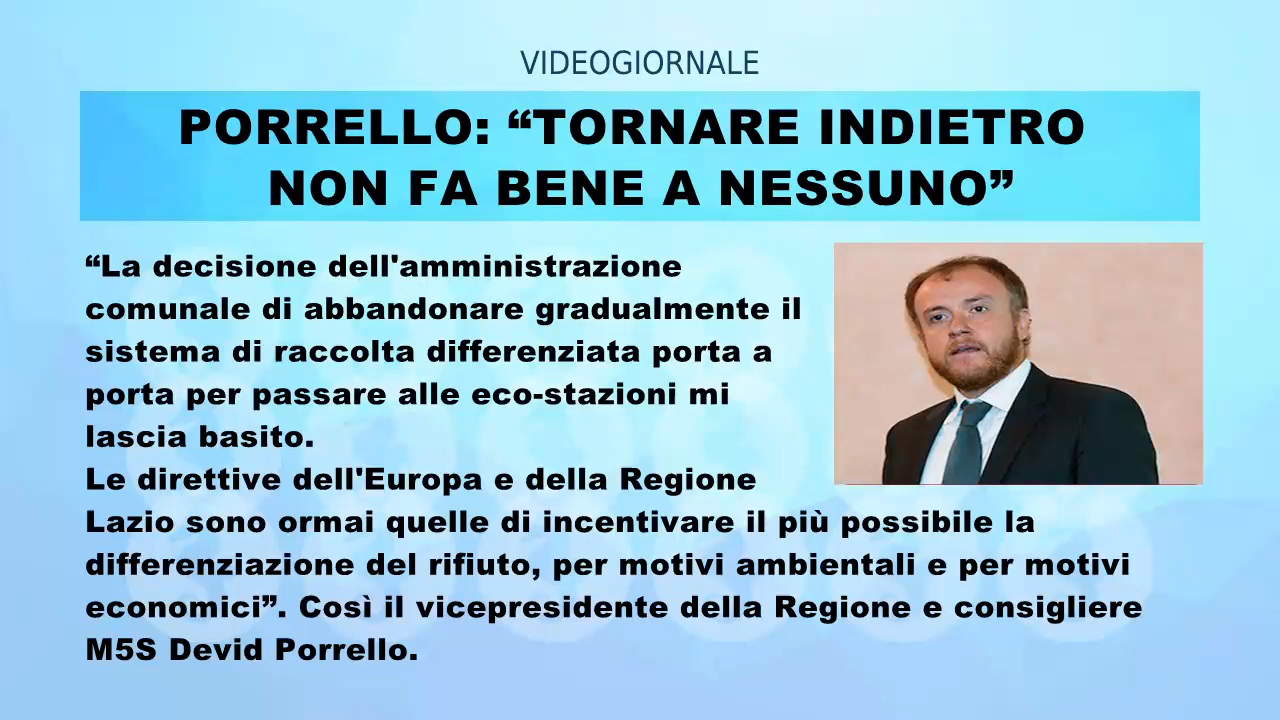 VIDEOGIORNALE
PORRELLO: “TORNARE INDIETRO
NON FA BENE A NESSUNO”
“La decisione dell'amministrazione
comunale di abbandonare gradualmente il
sistema di raccolta differenziata porta a
porta per passare alle eco-stazioni mi
lascia basito.
Le direttive dell'Europa e della Regione
Lazio sono ormai quelle di incentivare il più possibile la
differenziazione del rifiuto, per motivi ambientali e per motivi
economici”. Così il vicepresidente della Regione e consigliere
M5S Devid Porrello.